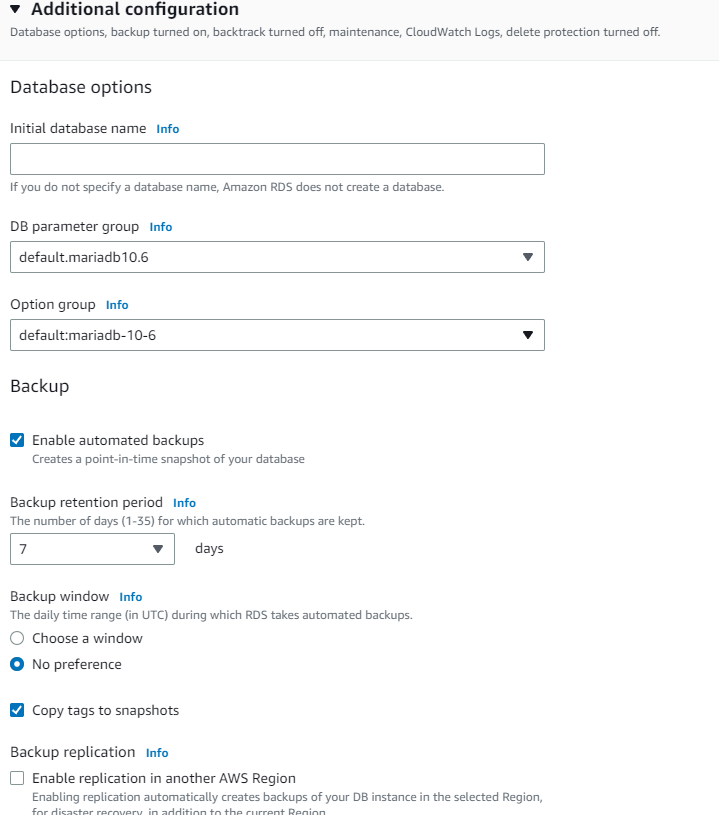 Additional configuration
Database options, backup turned on, backtrack turned off, maintenance, CloudWatch Logs, delete protection turned off.
Database options
Initial database name Info
If you do not specify a database name, Amazon RDS does not create a database.
DB parameter group Info
default.mariadb10.6
Option group Info
default:mariadb-10-6
Backup
Enable automated backups
Creates a point-in-time snapshot of your database
Backup retention period Info
The number of days (1-35) for which automatic backups are kept.
7 days
Backup window Info
The daily time range (in UTC) during which RDS takes automated backups.
Choose a window
No preference
Copy tags to snapshots
Backup replication Info
Enable replication in another AWS Region
Enabling replication automatically creates backups of your DB instance in the selected Region,
for disaster recovery, in addition to the current Region.